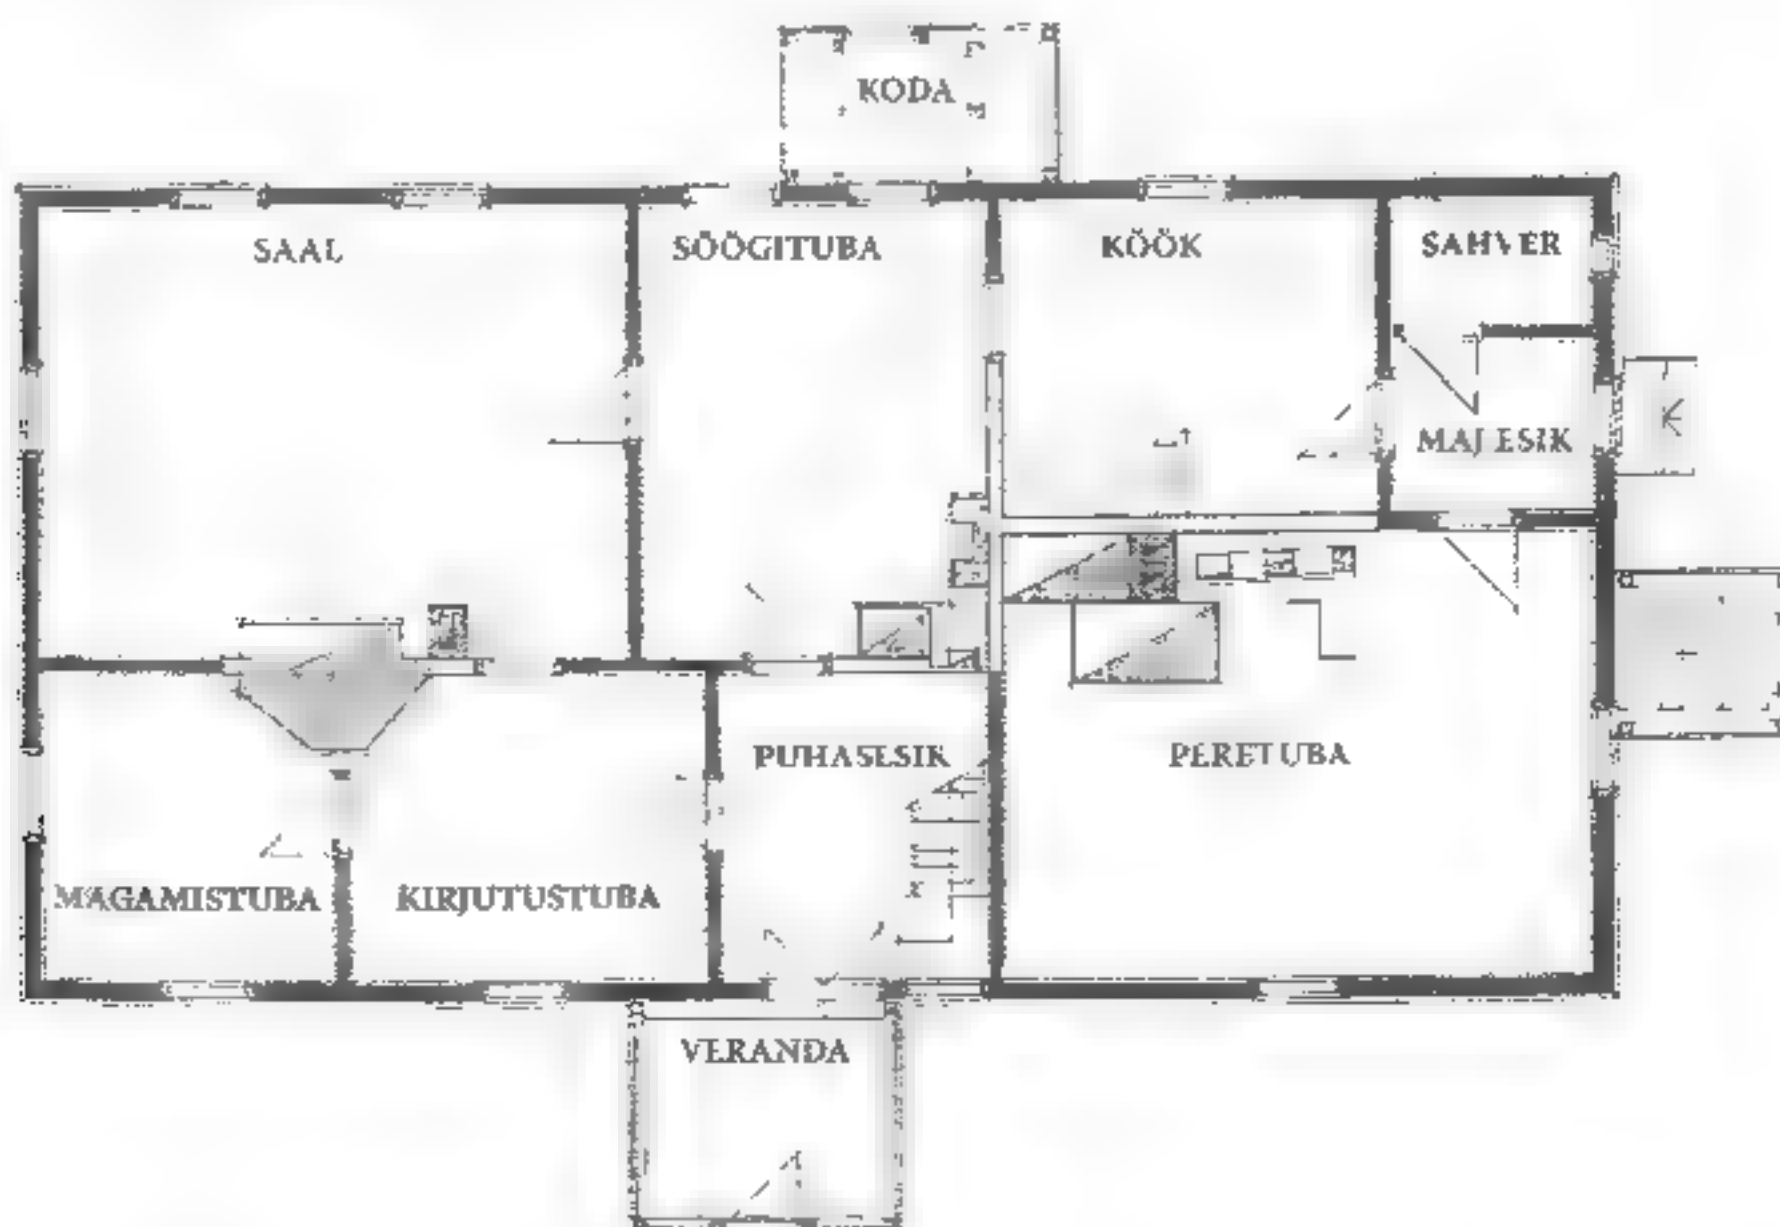 KODA
SAAL
SÖÖGITUBA
KÖÖK
SAHVER
MAJ ESIK
PUHASESIK
PERETUBA
MAGAMISTUBA
KIRJUTUSTUBA
VERANDA